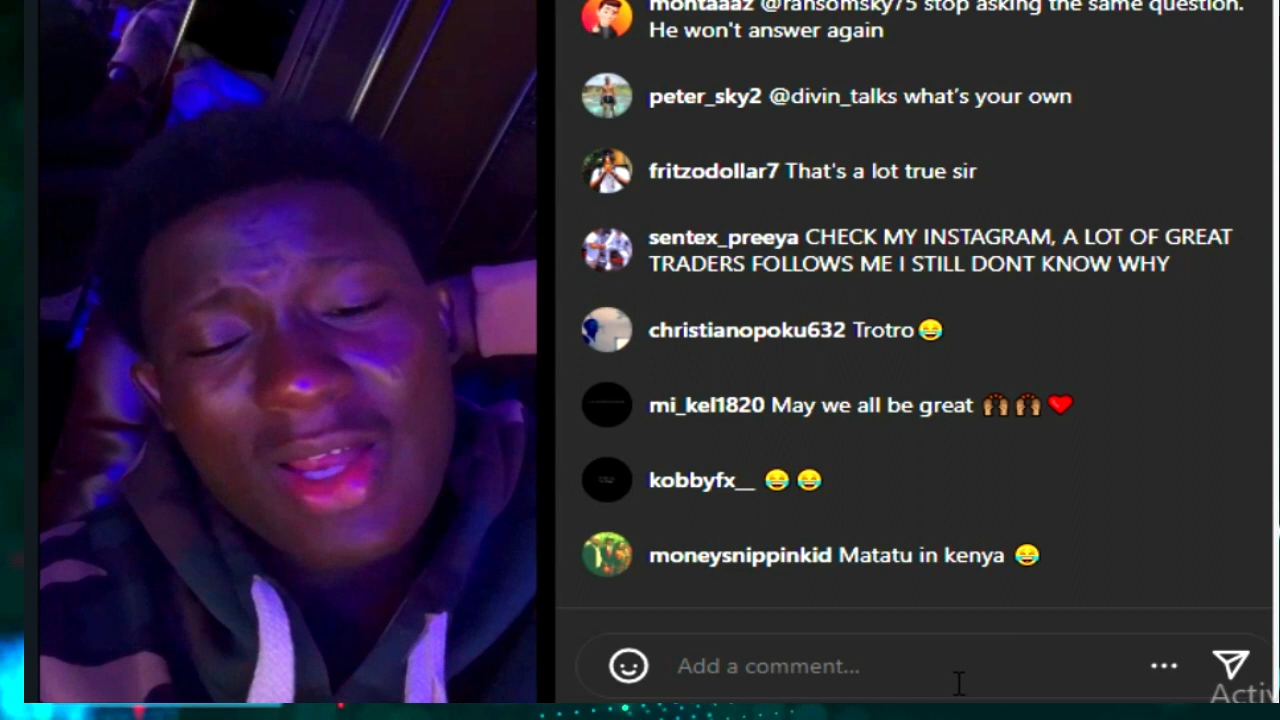 montaaaz @ransomsky75 stop asking the same question.
He won't answer again
peter_sky2 @divin_talks what's your own
fritzodollar7 That's a lot true sir
sentex_preeya CHECK MY INSTAGRAM, A LOT OF GREAT
TRADERS FOLLOWS ME I STILL DONT KNOW WHY
christianopoku632 Trotro😂
mi_kel1820 May we all be great 🙌🏽🙌🏽❤️
kobbyfx__ 😂😂
moneysnippinkid Matatu in kenya 😂
Add a comment...
Activ